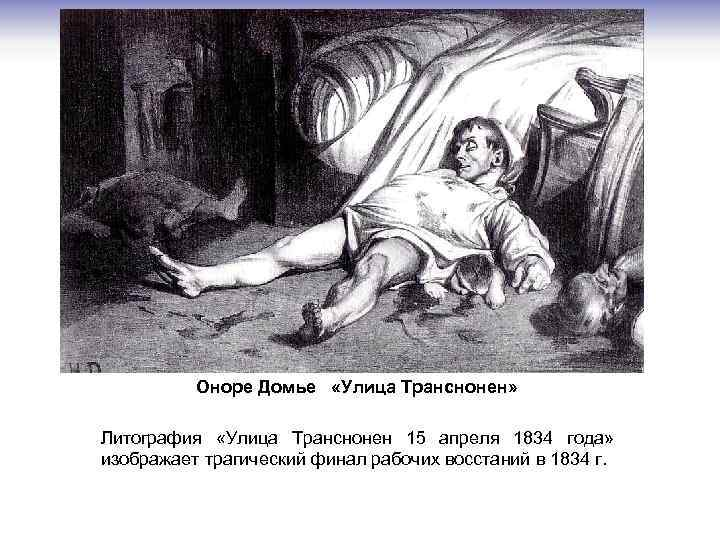 H.D.
Оноре Домье «Улица Транснонен»
Литография «Улица Транснонен 15 апреля 1834 года»
изображает трагический финал рабочих восстаний в 1834 г.